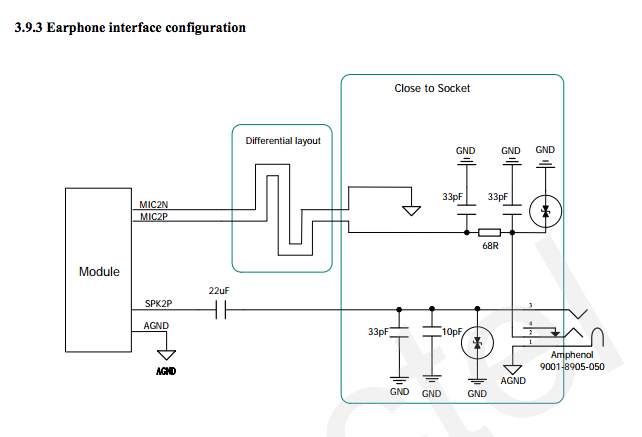 3.9.3 Earphone interface configuration
Close to Socket
Differential layout
GND
GND
GND
33pF
33pF
MIC2N
MIC2P
68R
Module
22uF
SPK2P
3
AGND
33pF
10pF
4
2
1
Amphenol
9001-8905-050
AGND
AGND
GND
GND
GND